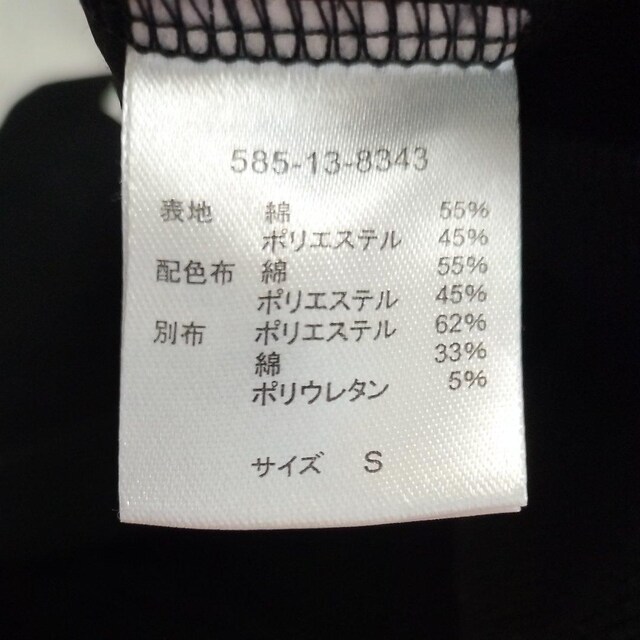 585-13-8343
表地 綿 55%
ポリエステル 45%
配色布 綿 55%
ポリエステル 45%
別布 ポリエステル 62%
綿 33%
ポリウレタン 5%
サイズ S